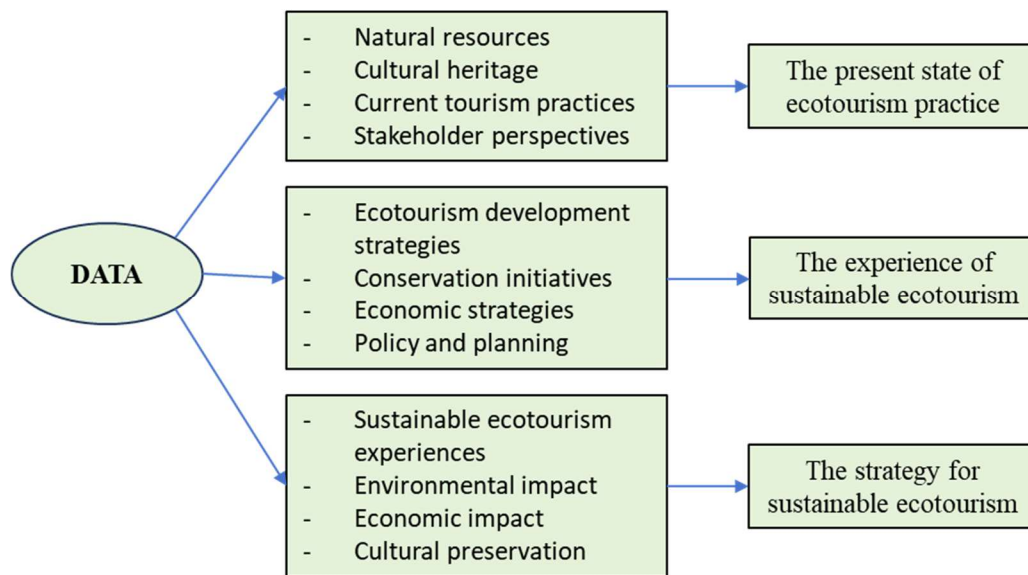 DATA
- Natural resources
- Cultural heritage
- Current tourism practices
- Stakeholder perspectives
The present state of
ecotourism practice
- Ecotourism development
strategies
- Conservation initiatives
- Economic strategies
- Policy and planning
The experience of
sustainable ecotourism
- Sustainable ecotourism
experiences
- Environmental impact
- Economic impact
- Cultural preservation
The strategy for
sustainable ecotourism